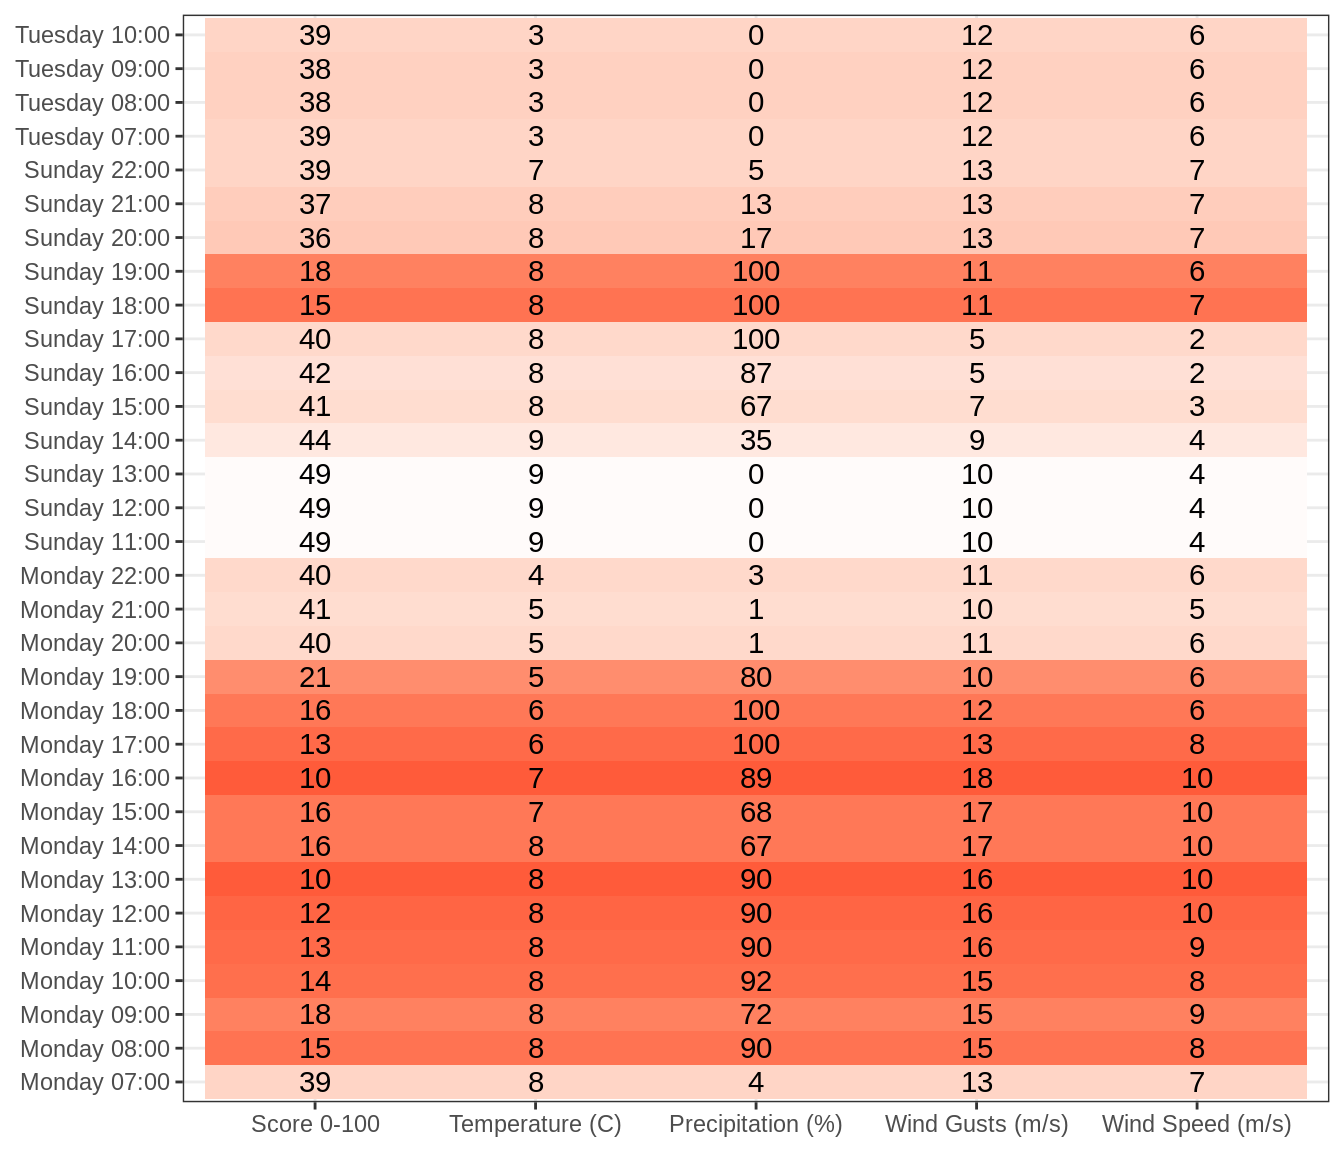 Tuesday 10:00 39 3 0 12 6
Tuesday 09:00 38 3 0 12 6
Tuesday 08:00 38 3 0 12 6
Tuesday 07:00 39 3 0 12 6
Sunday 22:00 39 7 5 13 7
Sunday 21:00 37 8 13 13 7
Sunday 20:00 36 8 17 13 7
Sunday 19:00 18 8 100 11 6
Sunday 18:00 15 8 100 11 7
Sunday 17:00 40 8 100 5 2
Sunday 16:00 42 8 87 5 2
Sunday 15:00 41 8 67 7 3
Sunday 14:00 44 9 35 9 4
Sunday 13:00 49 9 0 10 4
Sunday 12:00 49 9 0 10 4
Sunday 11:00 49 9 0 10 4
Monday 22:00 40 4 3 11 6
Monday 21:00 41 5 1 10 5
Monday 20:00 40 5 1 11 6
Monday 19:00 21 5 80 10 6
Monday 18:00 16 6 100 12 6
Monday 17:00 13 6 100 13 8
Monday 16:00 10 7 89 18 10
Monday 15:00 16 7 68 17 10
Monday 14:00 16 8 67 17 10
Monday 13:00 10 8 90 16 10
Monday 12:00 12 8 90 16 10
Monday 11:00 13 8 90 16 9
Monday 10:00 14 8 92 15 8
Monday 09:00 18 8 72 15 9
Monday 08:00 15 8 90 15 8
Monday 07:00 39 8 4 13 7
Score 0-100 Temperature (C) Precipitation (%) Wind Gusts (m/s) Wind Speed (m/s)